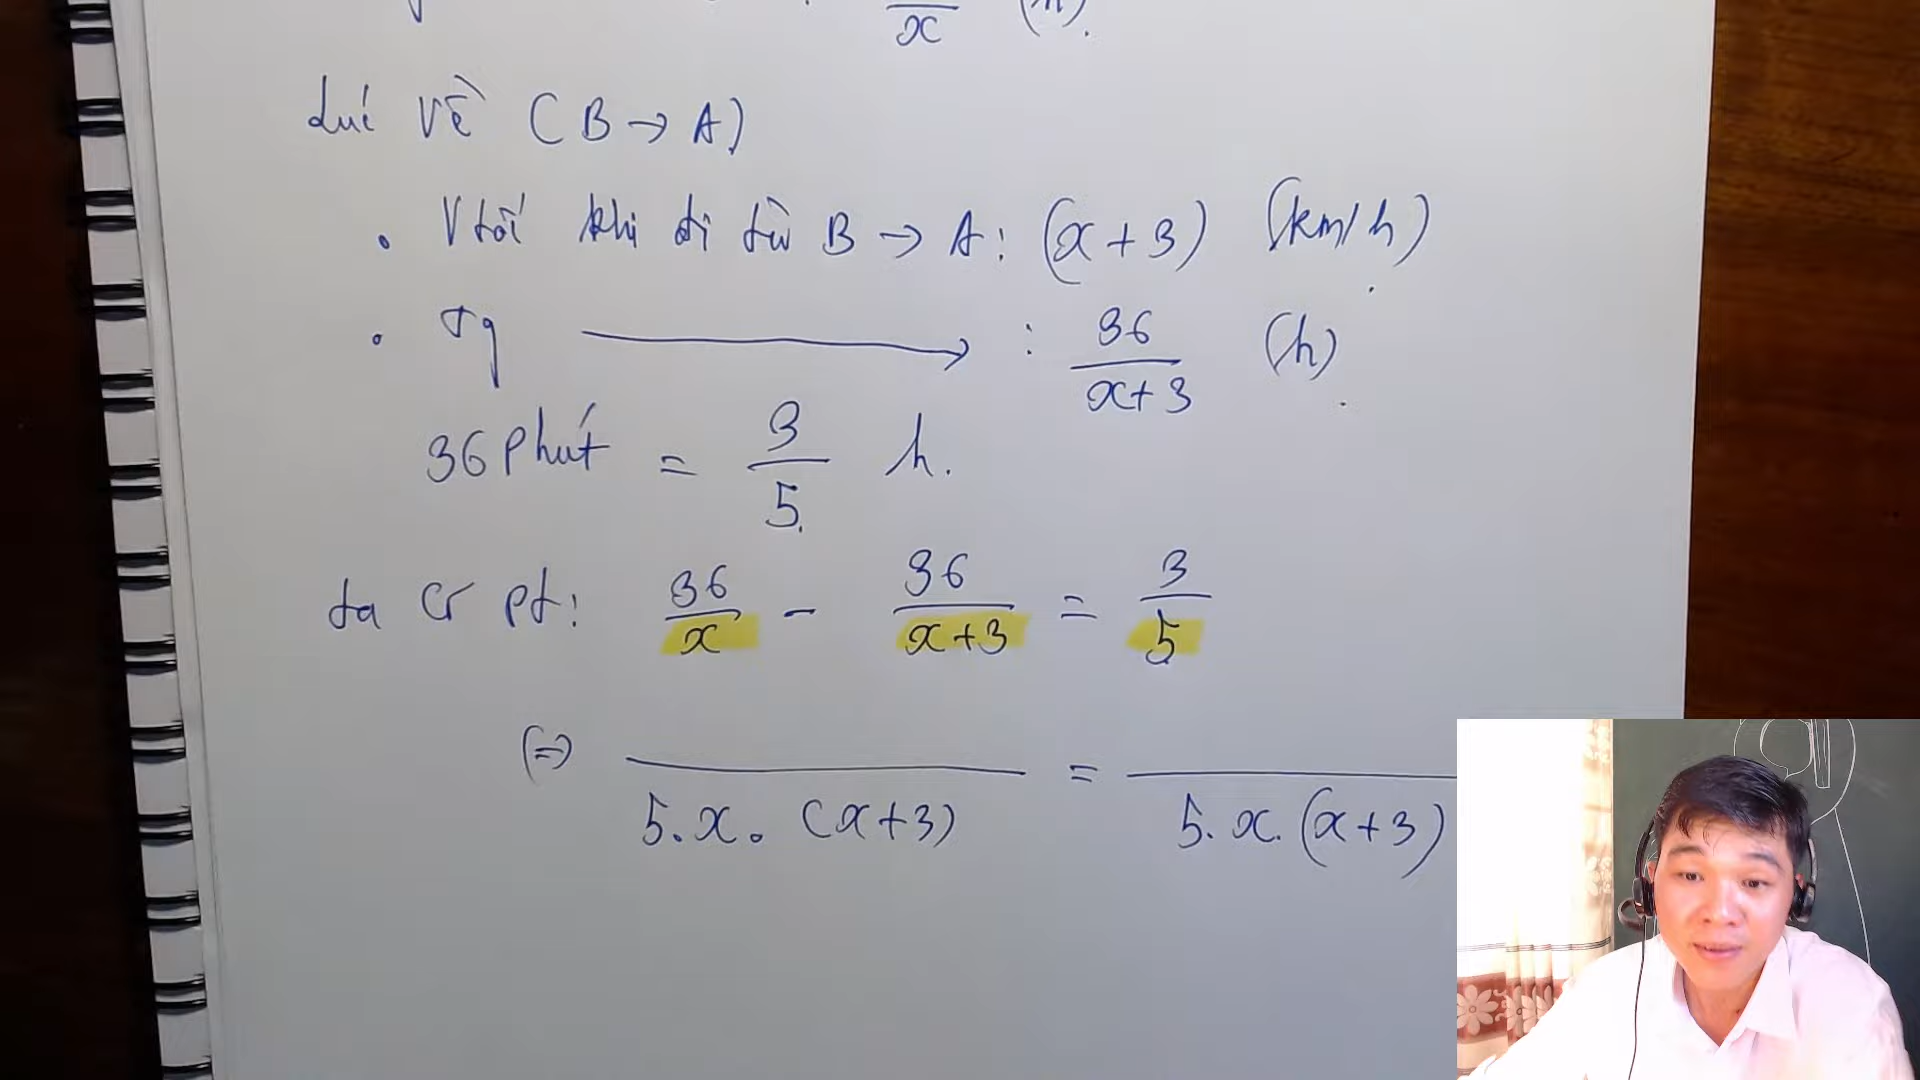 x (h).
Lúc về (B → A)
. Vtốc khi đi từ B → A: (x+3) (km/h).
. Tg → : 36/(x+3) (h).
36 Phút = 3/5 h.
ta có pt: 36/x - 36/(x+3) = 3/5
(=) 5.x.(x+3) = 5.x.(x+3)